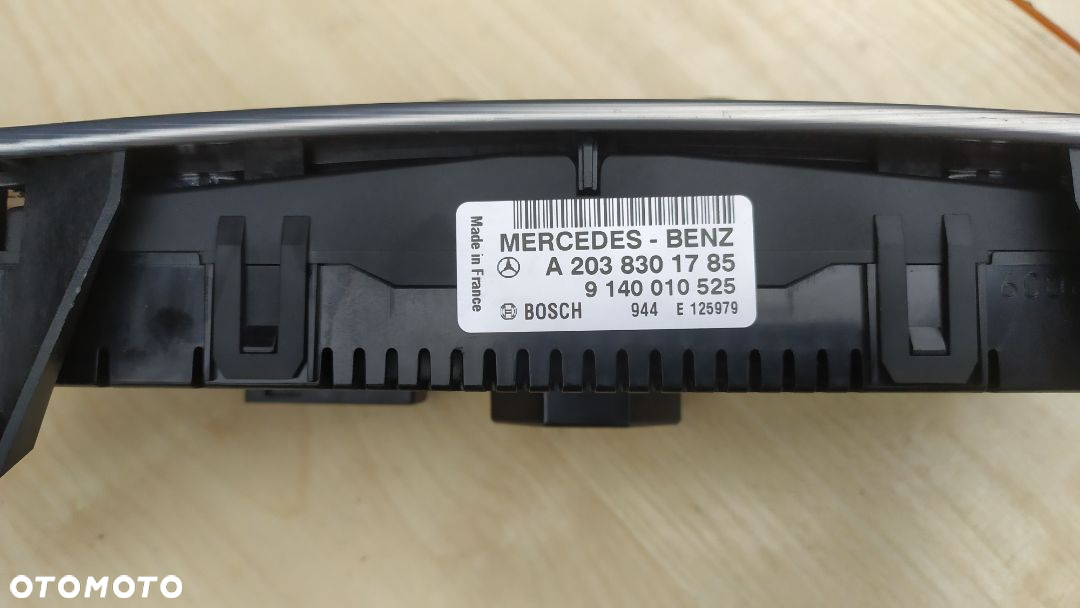 Made in France
MERCEDES - BENZ
A 203 830 17 85
9 140 010 525
BOSCH 944 E 125979
OTOMOTO